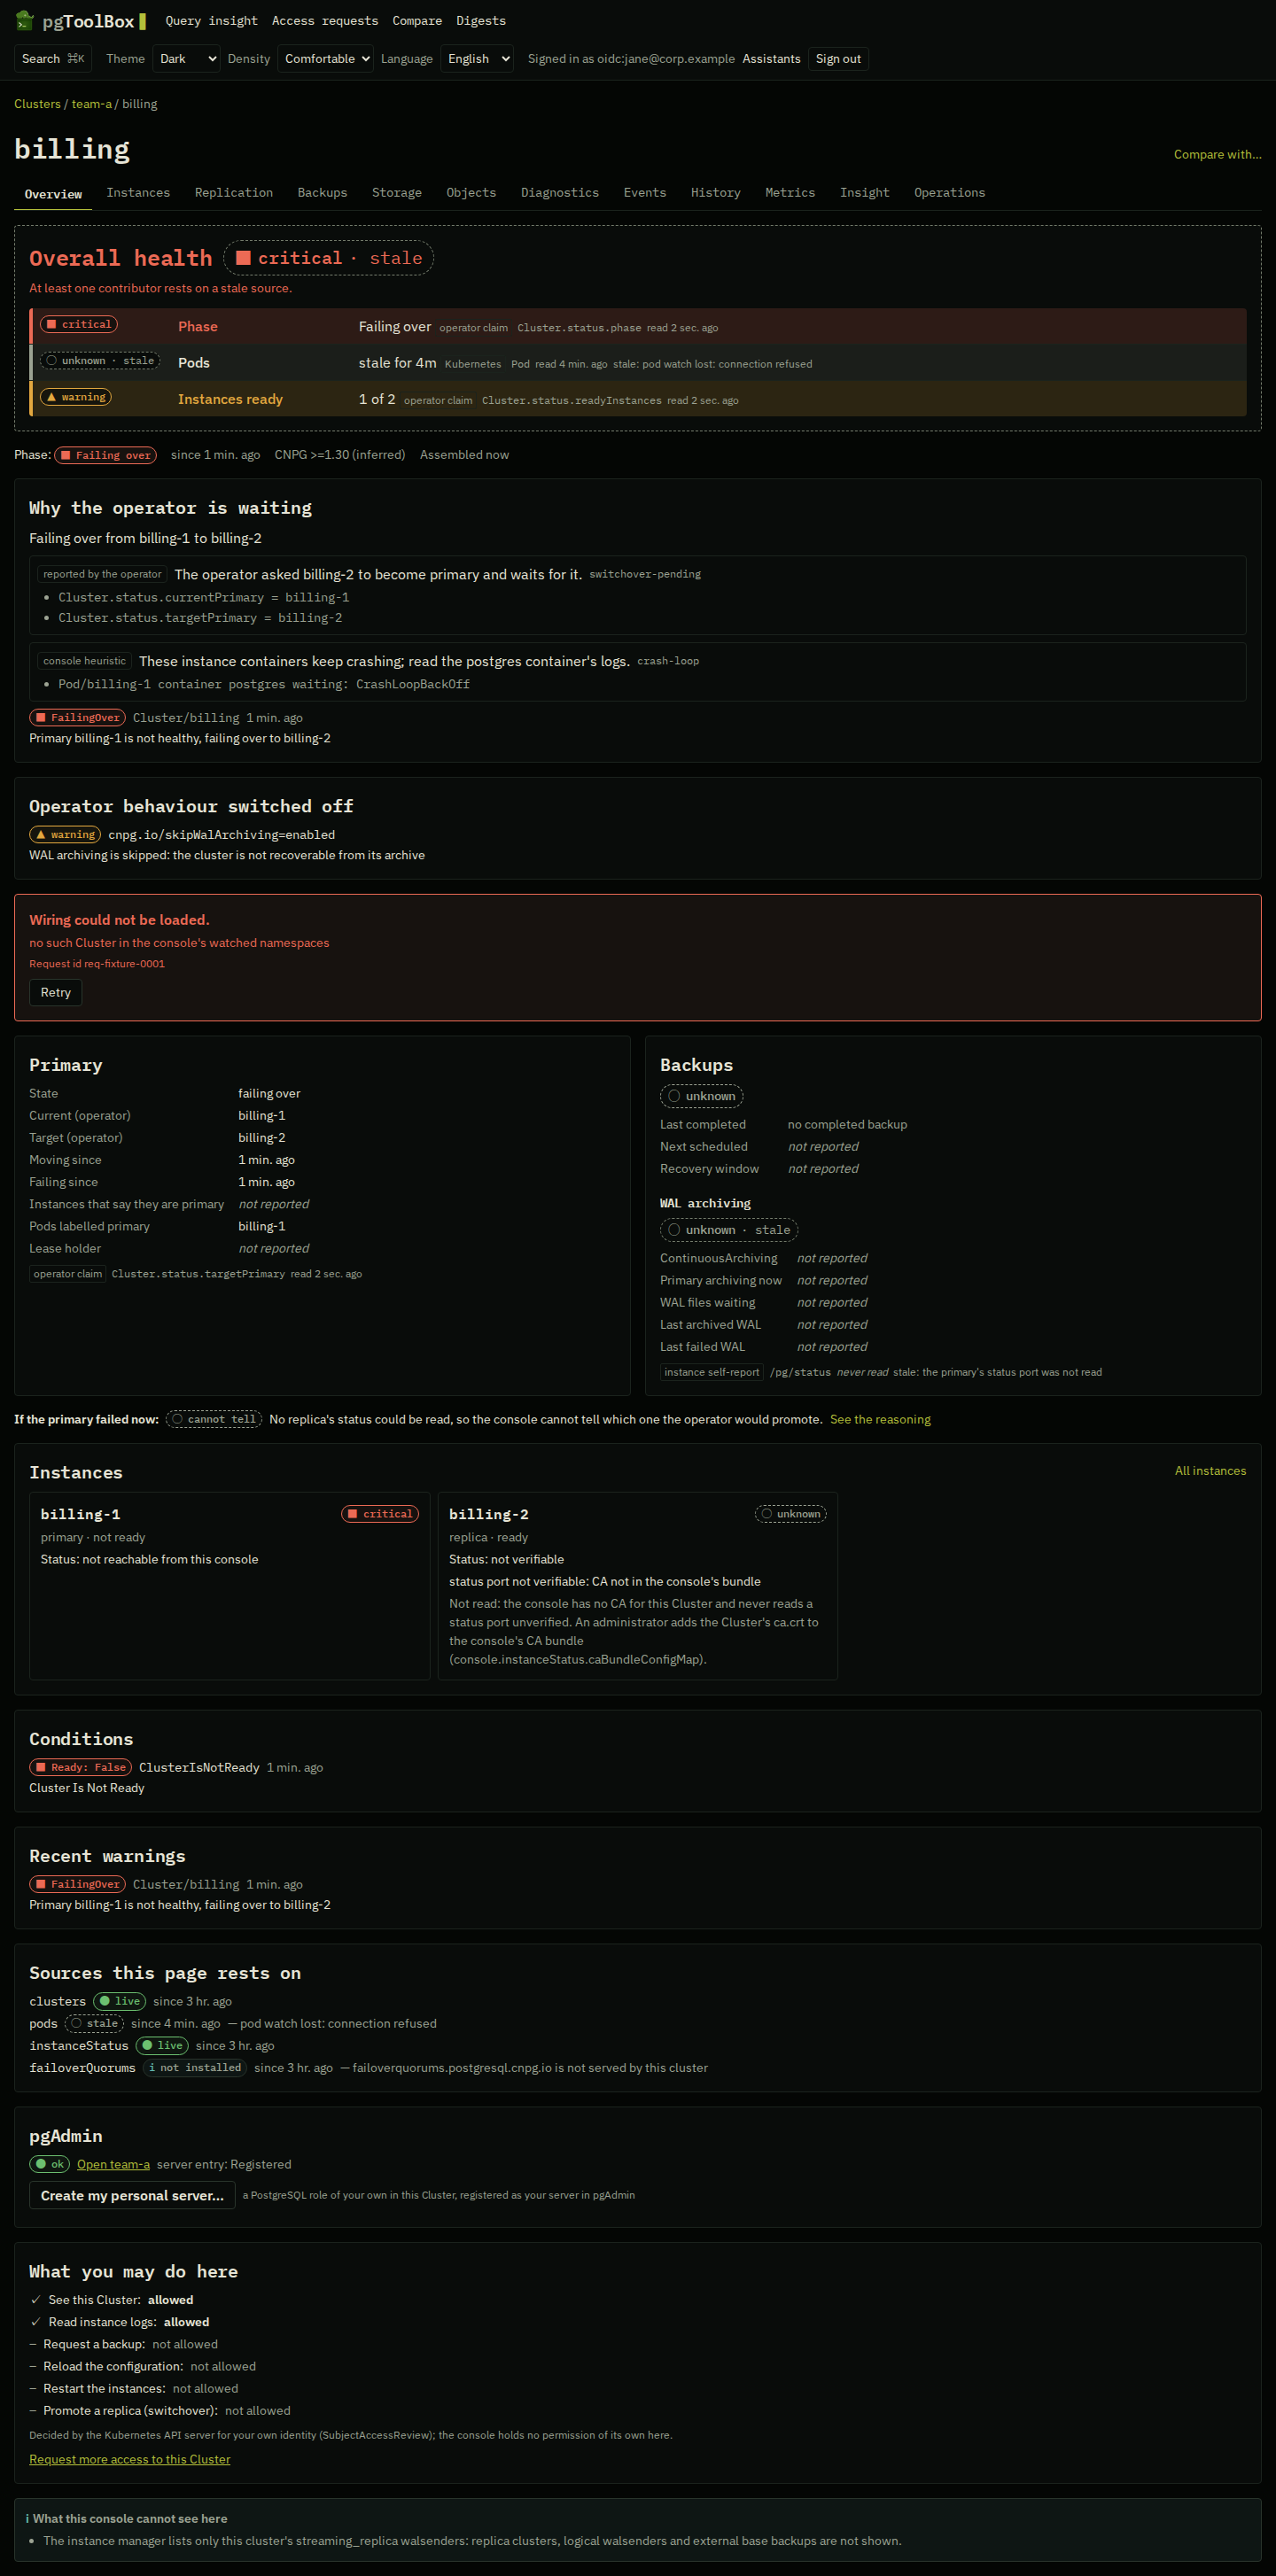 pgToolBox Query insight Access requests Compare Digests
Search ⌘K Theme Dark Density Comfortable Language English Signed in as oidc:jane@corp.example Assistants Sign out
Clusters / team-a / billing
billing
Compare with...
Overview Instances Replication Backups Storage Objects Diagnostics Events History Metrics Insight Operations
Overall health critical · stale
At least one contributor rests on a stale source.
critical Phase Failing over operator claim Cluster.status.phase read 2 sec. ago
unknown · stale Pods stale for 4m Kubernetes Pod read 4 min. ago stale: pod watch lost: connection refused
warning Instances ready 1 of 2 operator claim Cluster.status.readyInstances read 2 sec. ago
Phase: Failing over since 1 min. ago CNPG >=1.30 (inferred) Assembled now
Why the operator is waiting
Failing over from billing-1 to billing-2
reported by the operator The operator asked billing-2 to become primary and waits for it. switchover-pending
• Cluster.status.currentPrimary = billing-1
• Cluster.status.targetPrimary = billing-2
console heuristic These instance containers keep crashing; read the postgres container's logs. crash-loop
• Pod/billing-1 container postgres waiting: CrashLoopBackOff
FailingOver Cluster/billing 1 min. ago
Primary billing-1 is not healthy, failing over to billing-2
Operator behaviour switched off
warning cnpg.io/skipWalArchiving=enabled
WAL archiving is skipped: the cluster is not recoverable from its archive
Wiring could not be loaded.
no such Cluster in the console's watched namespaces
Request id req-fixture-0001
Retry
Primary
State failing over
Current (operator) billing-1
Target (operator) billing-2
Moving since 1 min. ago
Failing since 1 min. ago
Instances that say they are primary not reported
Pods labelled primary billing-1
Lease holder not reported
operator claim Cluster.status.targetPrimary read 2 sec. ago
Backups
unknown
Last completed no completed backup
Next scheduled not reported
Recovery window not reported
WAL archiving
unknown · stale
ContinuousArchiving not reported
Primary archiving now not reported
WAL files waiting not reported
Last archived WAL not reported
Last failed WAL not reported
instance self-report /pg/status never read stale: the primary's status port was not read
If the primary failed now: cannot tell No replica's status could be read, so the console cannot tell which one the operator would promote. See the reasoning
Instances All instances
billing-1 critical
primary · not ready
Status: not reachable from this console
billing-2 unknown
replica · ready
Status: not verifiable
status port not verifiable: CA not in the console's bundle
Not read: the console has no CA for this Cluster and never reads a
status port unverified. An administrator adds the Cluster's ca.crt to
the console's CA bundle
(console.instanceStatus.caBundleConfigMap).
Conditions
Ready: False ClusterIsNotReady 1 min. ago
Cluster Is Not Ready
Recent warnings
FailingOver Cluster/billing 1 min. ago
Primary billing-1 is not healthy, failing over to billing-2
Sources this page rests on
clusters live since 3 hr. ago
pods stale since 4 min. ago — pod watch lost: connection refused
instanceStatus live since 3 hr. ago
failoverQuorums i not installed since 3 hr. ago — failoverquorums.postgresql.cnpg.io is not served by this cluster
pgAdmin
ok Open team-a server entry: Registered
Create my personal server... a PostgreSQL role of your own in this Cluster, registered as your server in pgAdmin
What you may do here
✓ See this Cluster: allowed
✓ Read instance logs: allowed
– Request a backup: not allowed
– Reload the configuration: not allowed
– Restart the instances: not allowed
– Promote a replica (switchover): not allowed
Decided by the Kubernetes API server for your own identity (SubjectAccessReview); the console holds no permission of its own here.
Request more access to this Cluster
i What this console cannot see here
• The instance manager lists only this cluster's streaming_replica walsenders: replica clusters, logical walsenders and external base backups are not shown.